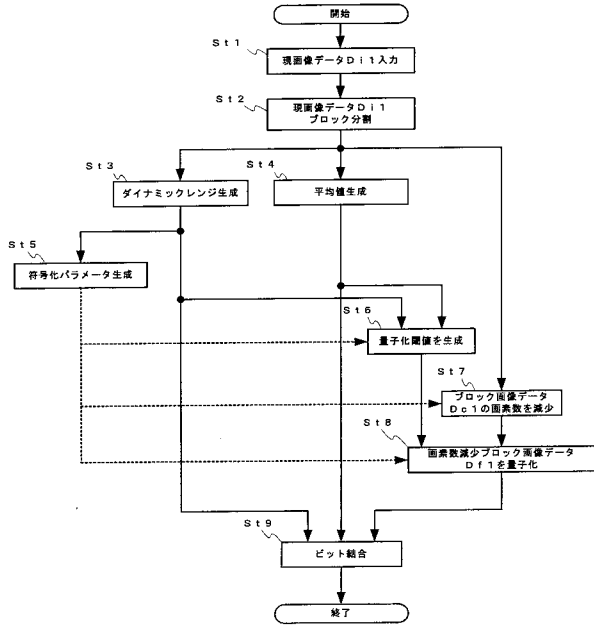 開始
St1
現画像データDi1入力
St2
現画像データDi1
ブロック分割
St3
ダイナミックレンジ生成
St4
平均値生成
St5
符号化パラメータ生成
St6
量子化閾値を生成
St7
ブロック画像データ
Dc1の画素数を減少
St8
画素数減少ブロック画像データ
Df1を量子化
St9
ビット結合
終了